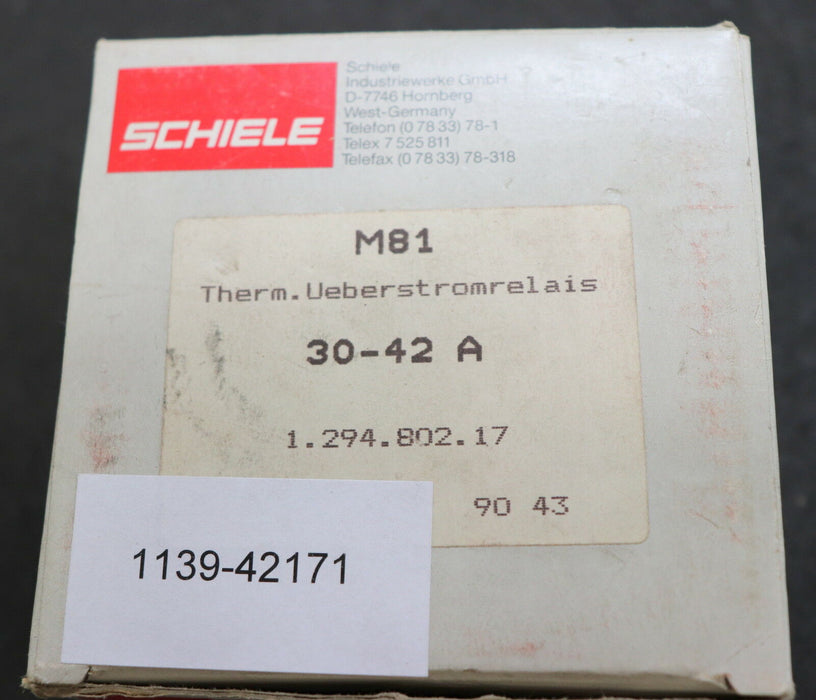 SCHIELE
Schiele
Industriewerke GmbH
D-7746 Hornberg
West-Germany
Telefon (0 78 33) 78-1
Telex 7 525 811
Telefax (0 78 33) 78-318
M81
Therm.Ueberstromrelais
30-42 A
1.294.802.17
90 43
1139-42171